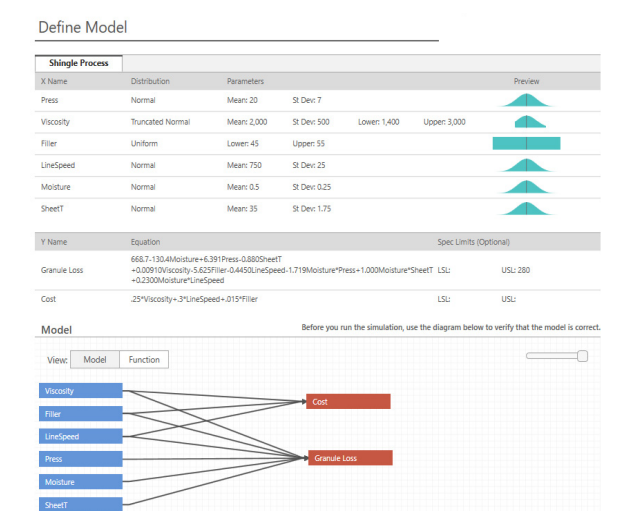 Define Model
Shingle Process
X Name Distribution Parameters Preview
Press Normal Mean: 20 St Dev: 7
Viscosity Truncated Normal Mean: 2,000 St Dev: 500 Lower: 1,400 Upper: 3,000
Filler Uniform Lower: 45 Upper: 55
LineSpeed Normal Mean: 750 St Dev: 25
Moisture Normal Mean: 0.5 St Dev: 0.25
SheetT Normal Mean: 35 St Dev: 1.75
Y Name Equation Spec Limits (Optional)
668.7-130.4Moisture+6.391Press-0.880SheetT
Granule Loss +0.00910Viscosity-5.625Filler-0.4450LineSpeed-1.719Moisture*Press+1.000Moisture*SheetT LSL: USL: 280
+0.2300Moisture*LineSpeed
Cost .25*Viscosity+.3*LineSpeed+.015*Filler LSL: USL:
Model Before you run the simulation, use the diagram below to verify that the model is correct.
View: Model Function
Viscosity
Cost
Filler
LineSpeed
Press Granule Loss
Moisture
SheetT